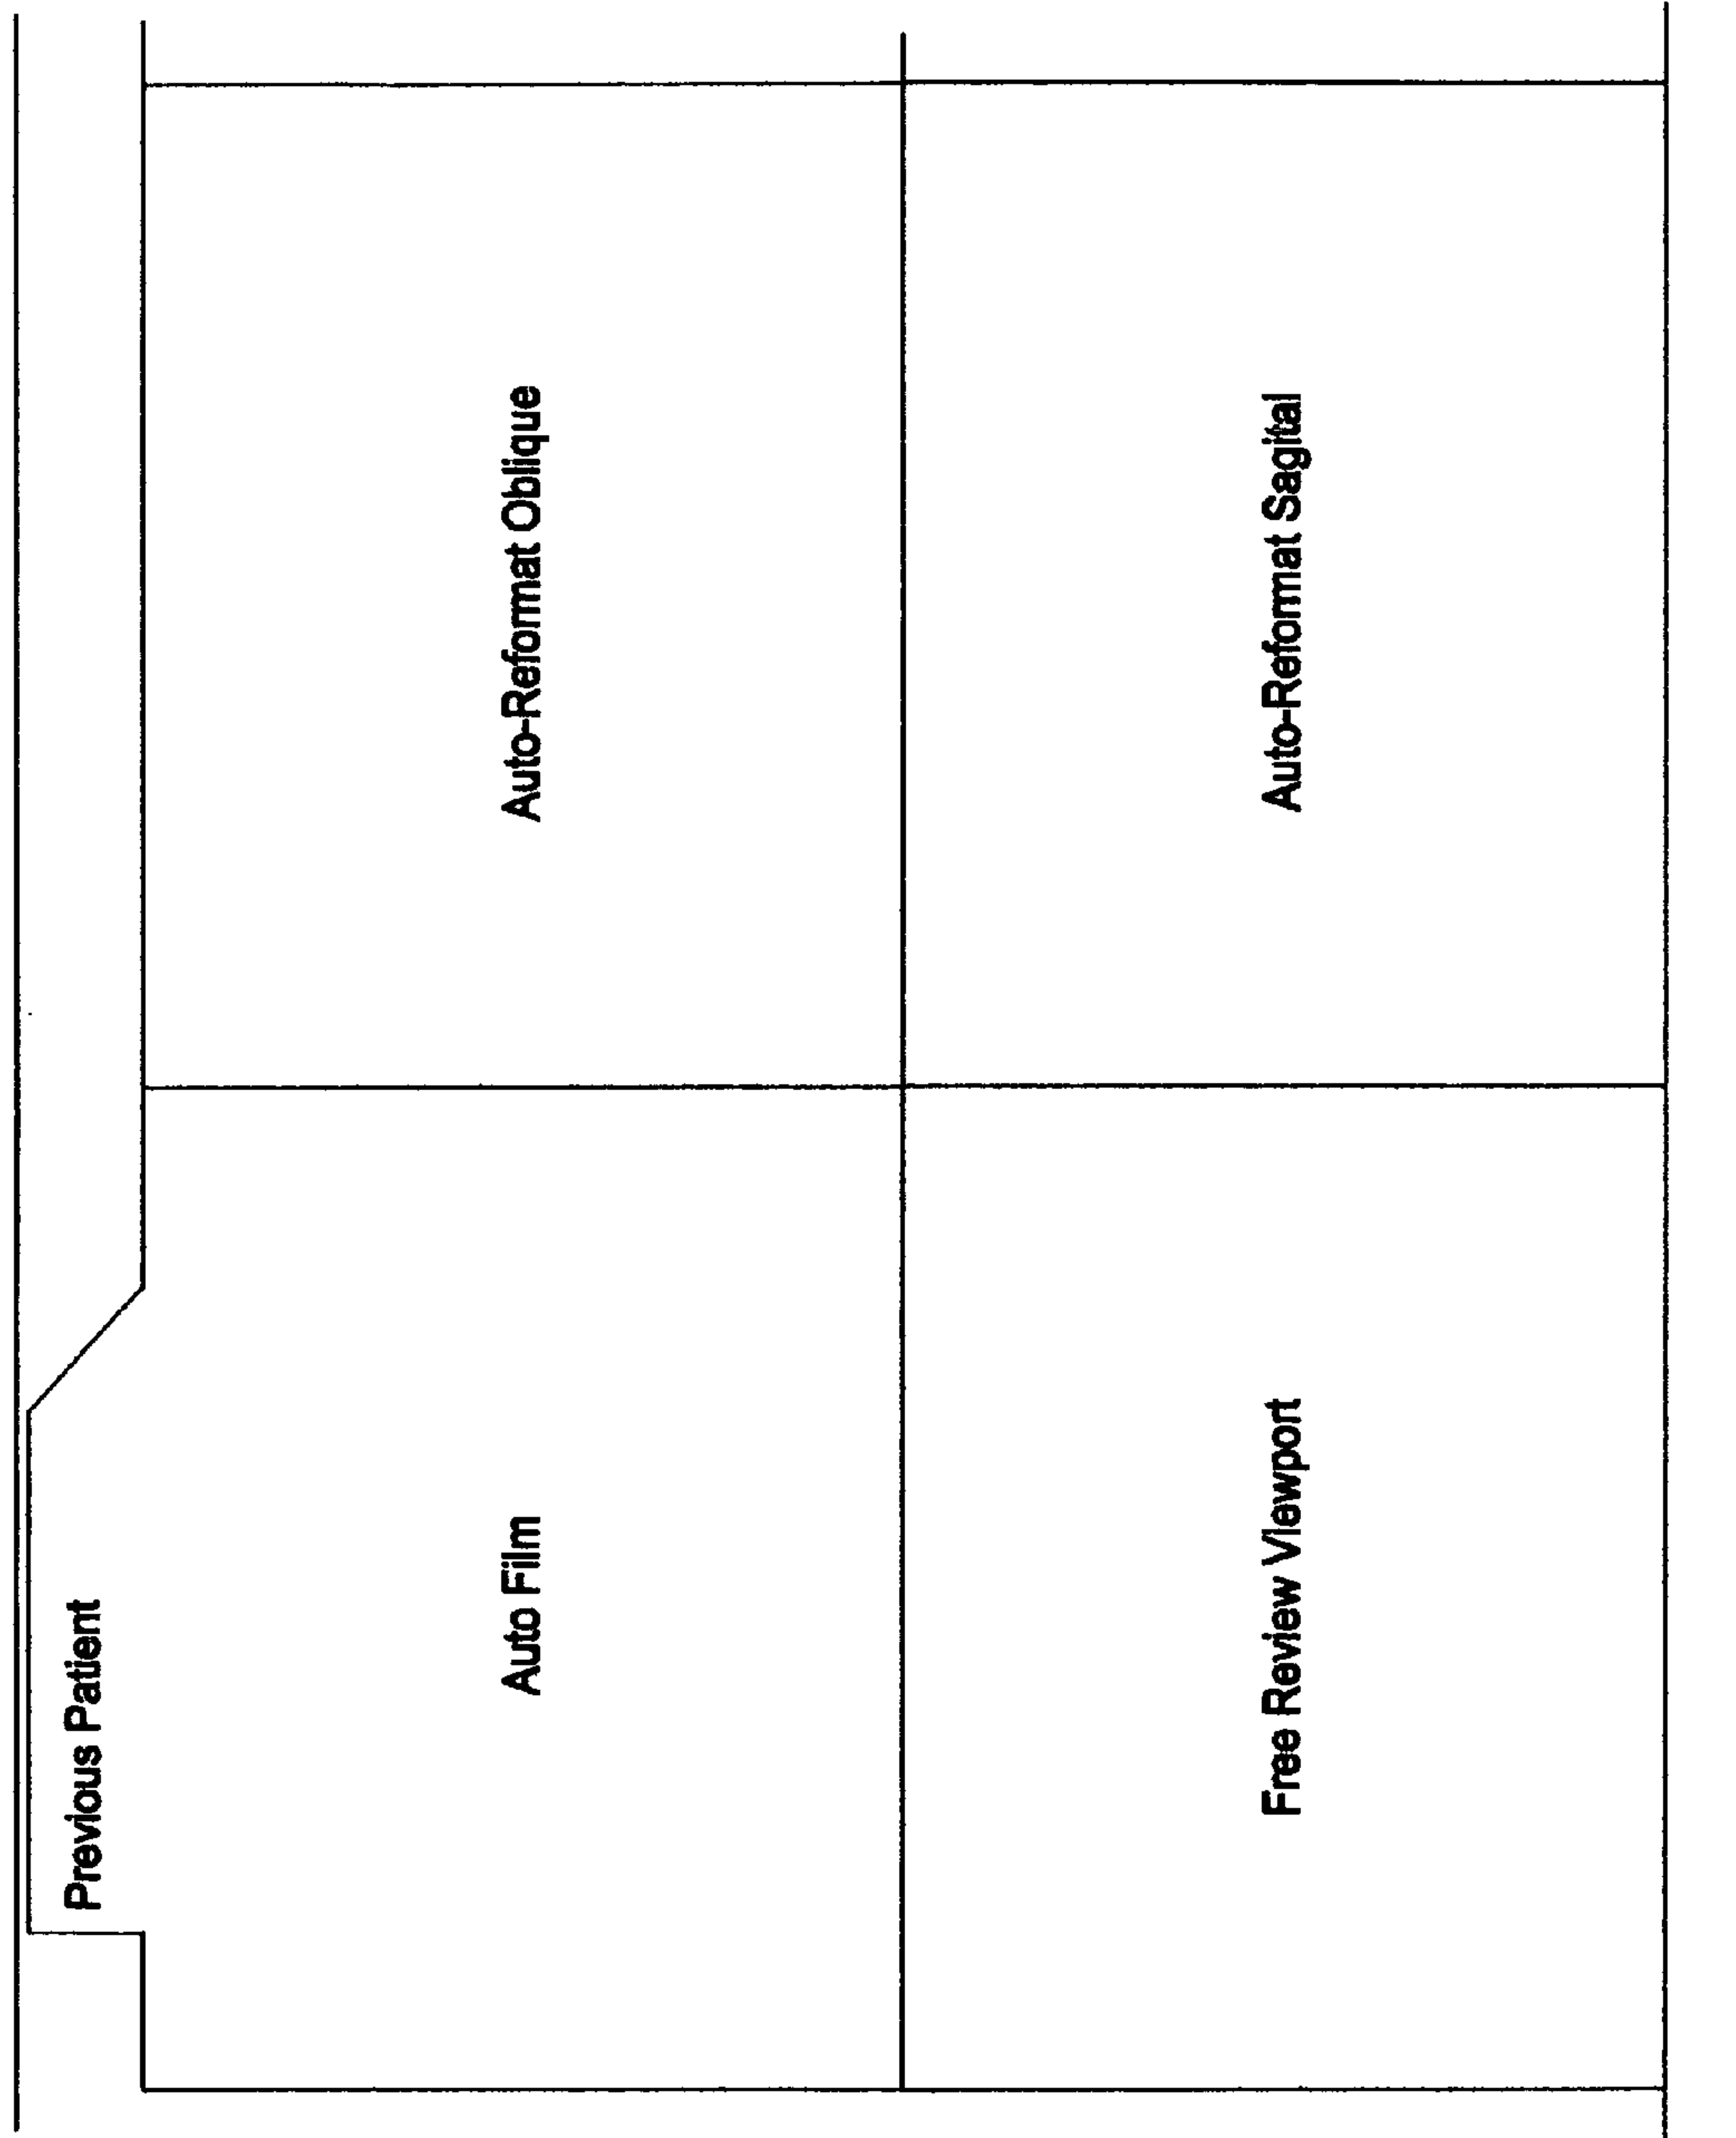 Previous Patient
Auto Film
Auto-Reformat Oblique
Free Review Viewport
Auto-Reformat Sagital